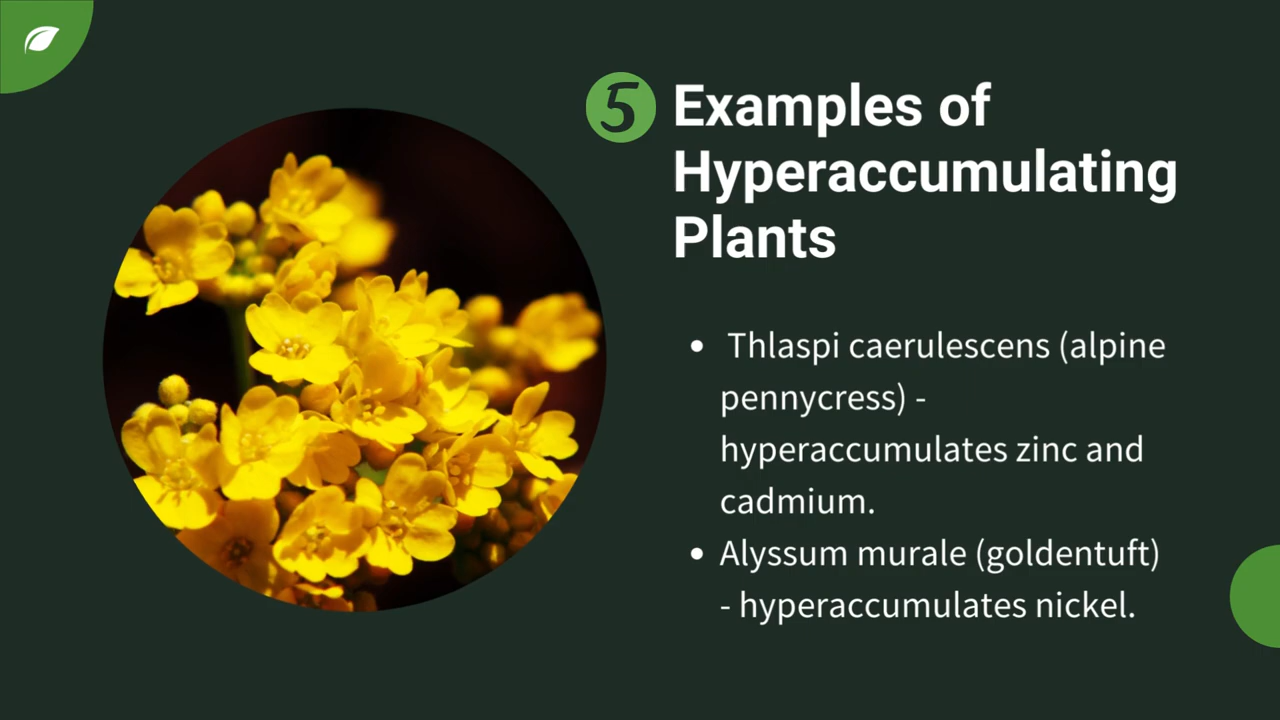 5
Examples of
Hyperaccumulating
Plants
• Thlaspi caerulescens (alpine
pennycress) -
hyperaccumulates zinc and
cadmium.
• Alyssum murale (goldentuft)
- hyperaccumulates nickel.